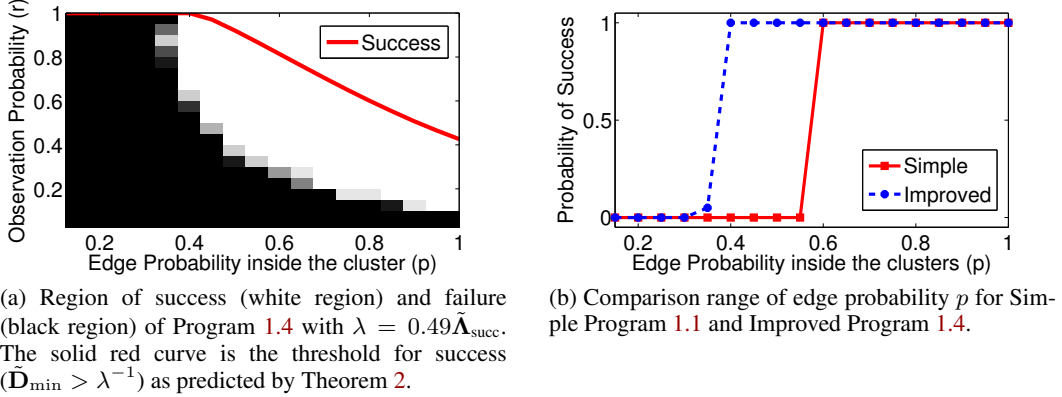 Observation Probability (r)
1
0.8
0.6
0.4
0.2
0.2
0.4
0.6
0.8
1
Success
Edge Probability inside the cluster (p)
(a) Region of success (white region) and failure
(black region) of Program 1.4 with λ = 0.49Λ̃succ.
The solid red curve is the threshold for success
(D̃min > λ−1) as predicted by Theorem 2.
Probability of Success
1
0.5
0
0.2
0.4
0.6
0.8
1
Simple
Improved
Edge Probability inside the clusters (p)
(b) Comparison range of edge probability p for Sim-
ple Program 1.1 and Improved Program 1.4.